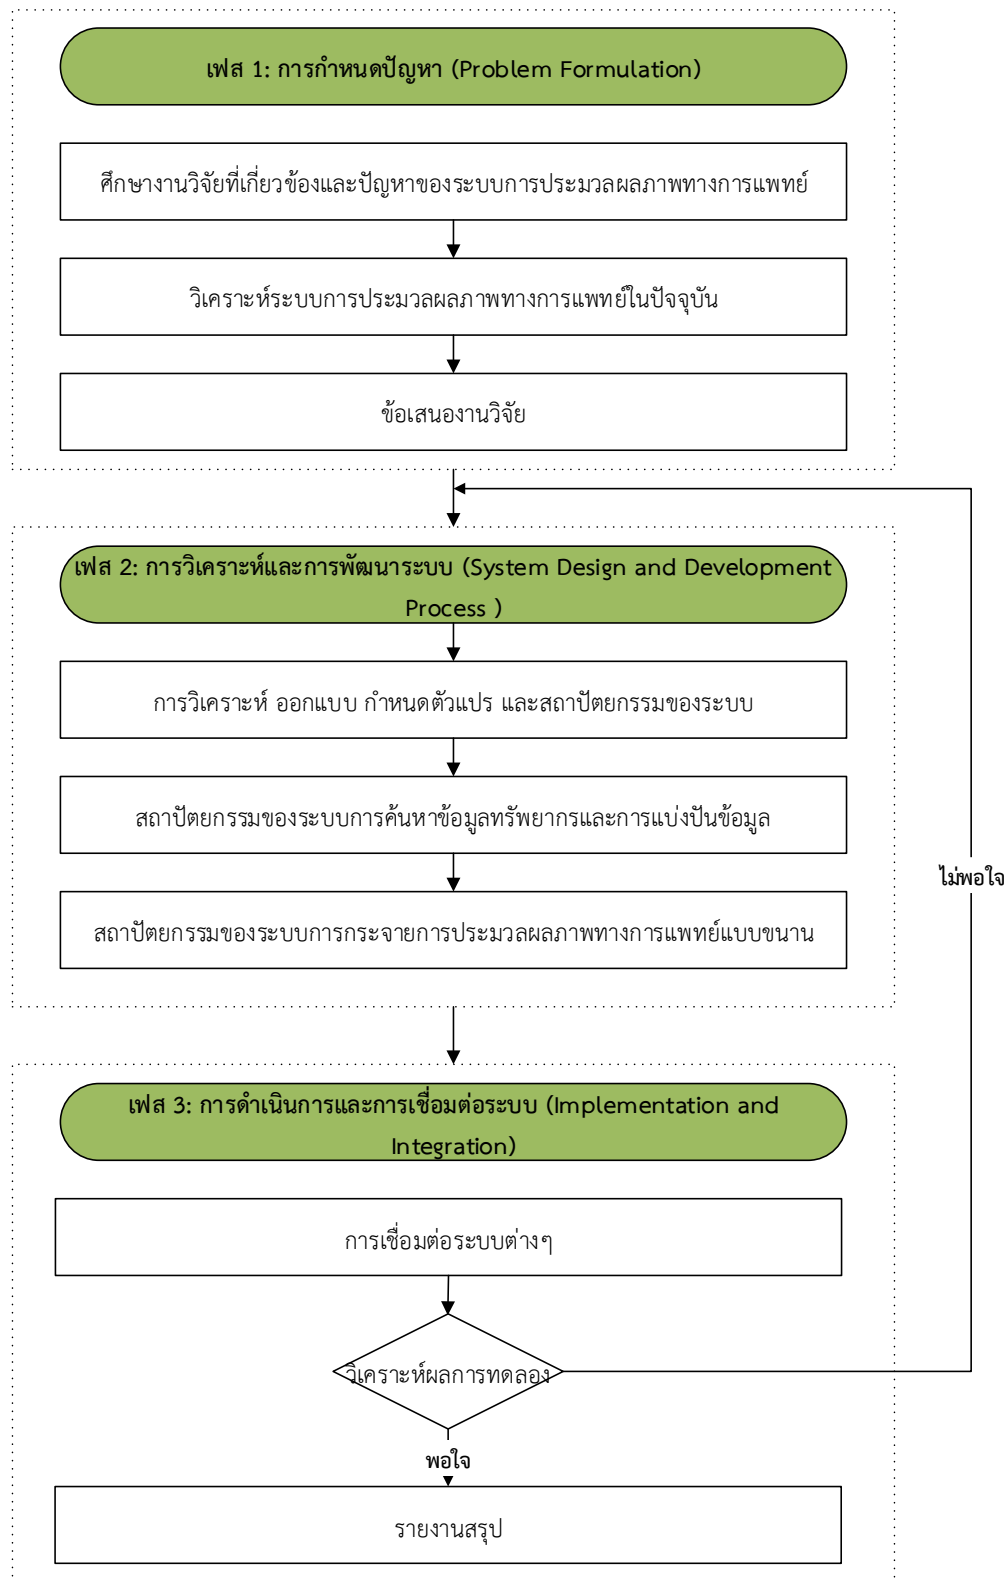 เฟส 1: การกำหนดปัญหา (Problem Formulation)
ศึกษางานวิจัยที่เกี่ยวข้องและปัญหาของระบบการประมวลผลภาพทางการแพทย์
วิเคราะห์ระบบการประมวลผลภาพทางการแพทย์ในปัจจุบัน
ข้อเสนองานวิจัย
เฟส 2: การวิเคราะห์และการพัฒนาระบบ (System Design and Development
Process )
การวิเคราะห์ ออกแบบ กำหนดตัวแปร และสถาปัตยกรรมของระบบ
สถาปัตยกรรมของระบบการค้นหาข้อมูลทรัพยากรและการแบ่งปันข้อมูล
ไม่พอใจ
สถาปัตยกรรมของระบบการกระจายการประมวลผลภาพทางการแพทย์แบบขนาน
เฟส 3: การดำเนินการและการเชื่อมต่อระบบ (Implementation and
Integration)
การเชื่อมต่อระบบต่างๆ
วิเคราะห์ผลการทดลอง
พอใจ
รายงานสรุป